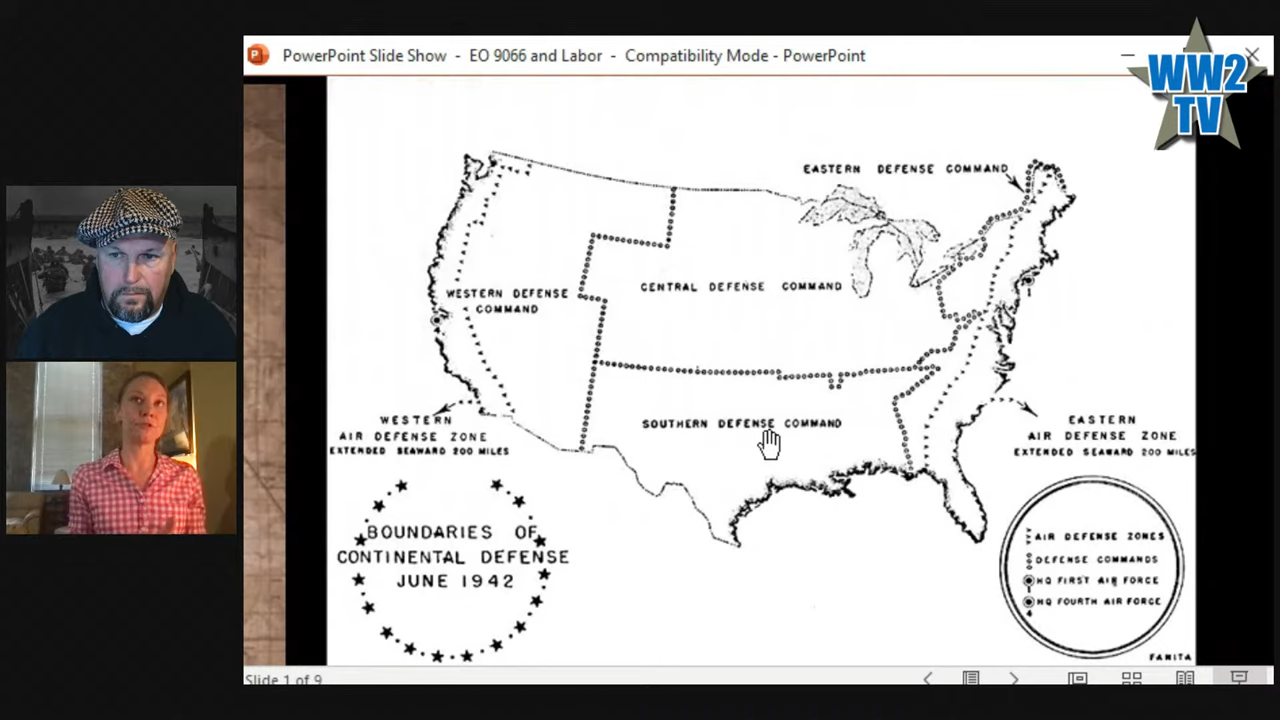 PowerPoint Slide Show - EO 9066 and Labor - Compatibility Mode - PowerPoint
WW2
TV
EASTERN DEFENSE COMMAND
WESTERN DEFENSE
COMMAND
CENTRAL DEFENSE COMMAND
SOUTHERN DEFENSE COMMAND
WESTERN
AIR DEFENSE ZONE
EXTENDED SEAWARD 200 MILES
EASTERN
AIR DEFENSE ZONE
EXTENDED SEAWARD 200 MILES
BOUNDARIES OF
CONTINENTAL DEFENSE
JUNE 1942
AIR DEFENSE ZONES
DEFENSE COMMANDS
HQ FIRST AIR FORCE
1
HQ FOURTH AIR FORCE
4
FANITA
Slide 1 of 9